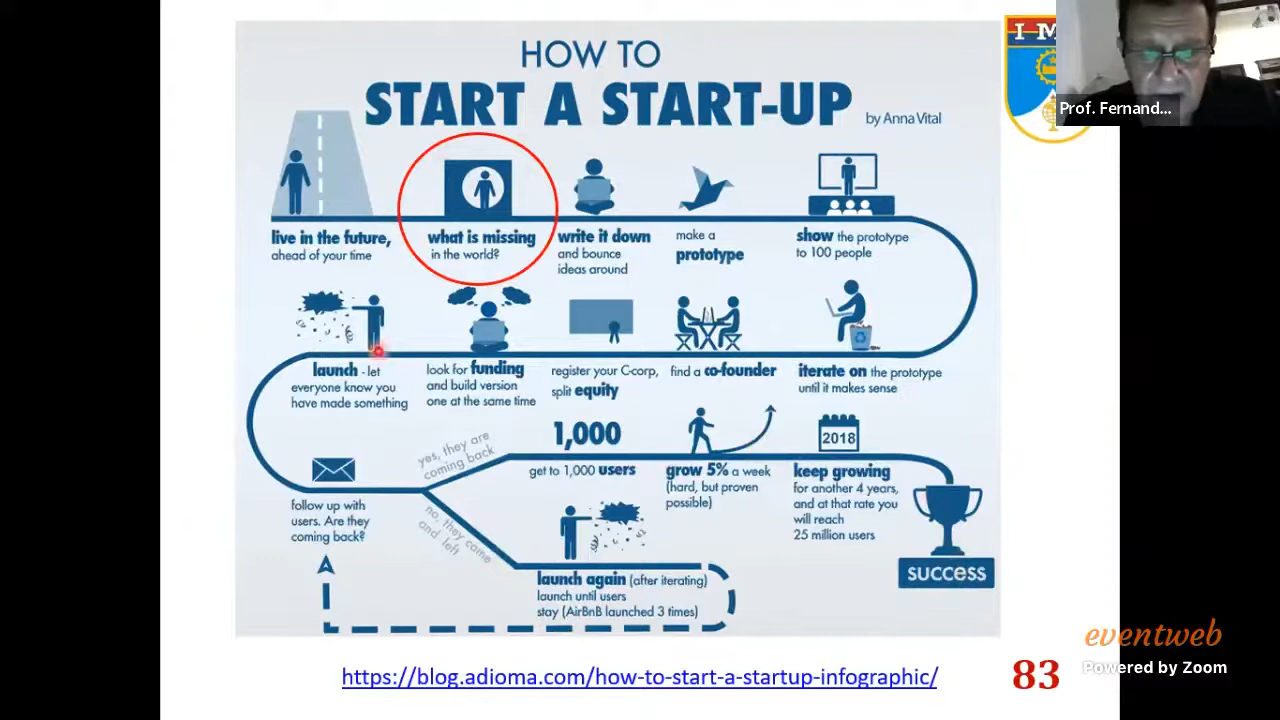 HOW TO
START A START-UP
by Anna Vital
live in the future,
ahead of your time
what is missing
in the world?
write it down
and bounce
ideas around
make a
prototype
show the prototype
to 100 people
launch - let
everyone know you
have made something
look for funding
and build version
one at the same time
register your C-corp,
split equity
find a co-founder
iterate on the prototype
until it makes sense
follow up with
users. Are they
coming back?
yes, they are
coming back
no, they came
and left
1,000
get to 1,000 users
grow 5% a week
(hard, but proven
possible)
2018
keep growing
for another 4 years,
and at that rate you
will reach
25 million users
launch again (after iterating)
launch until users
stay (AirBnB launched 3 times)
success
https://blog.adioma.com/how-to-start-a-startup-infographic/
83
Prof. Fernand...
eventweb
Powered by Zoom